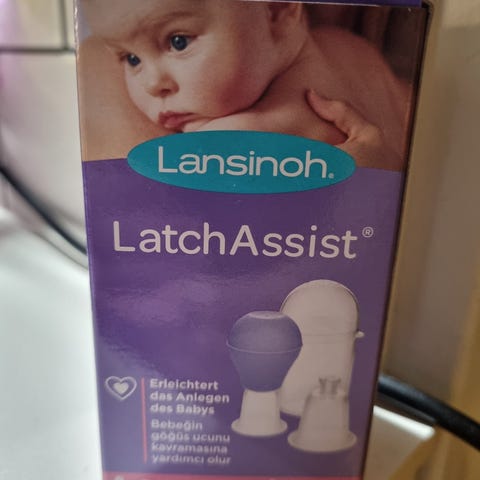 Lansinoh®
LatchAssist®
Erleichtert
das Anlegen
des Babys
Bebeğin
göğüs ucunu
kavramasına
yardımcı olur